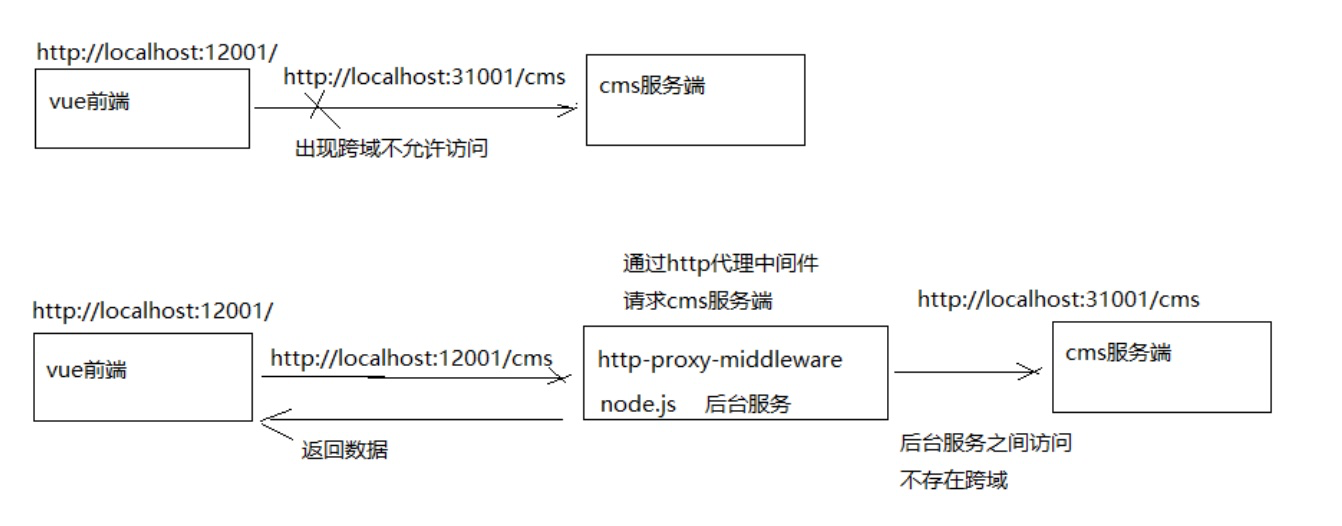 http://localhost:12001/
http://localhost:31001/cms
vue前端
cms服务端
出现跨域不允许访问
通过http代理中间件
请求cms服务端
http://localhost:31001/cms
http://localhost:12001/
http://localhost:12001/cms
vue前端
http-proxy-middleware
cms服务端
node.js 后台服务
返回数据
后台服务之间访问
不存在跨域